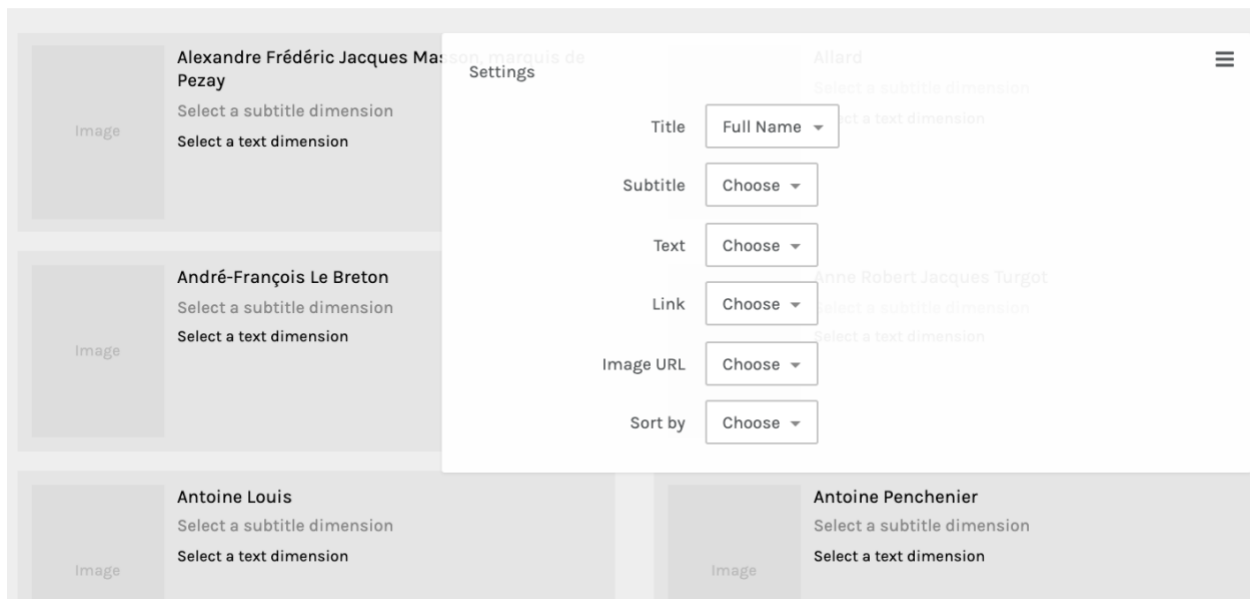 Alexandre Frédéric Jacques Masson, marquis de
Pezay
Select a subtitle dimension
Select a text dimension
Image
Allard
Select a subtitle dimension
Select a text dimension
Settings
Title
Full Name
Subtitle
Choose
Text
Choose
Link
Choose
Image URL
Choose
Sort by
Choose
André-François Le Breton
Select a subtitle dimension
Select a text dimension
Image
Anne Robert Jacques Turgot
Select a subtitle dimension
Select a text dimension
Antoine Louis
Select a subtitle dimension
Select a text dimension
Image
Antoine Penchenier
Select a subtitle dimension
Select a text dimension
Image